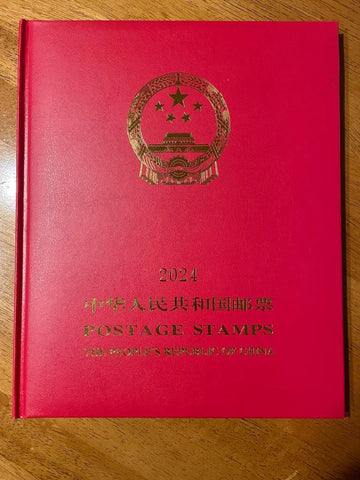 2024
中华人民共和国邮票
POSTAGE STAMPS
THE PEOPLE'S REPUBLIC OF CHINA